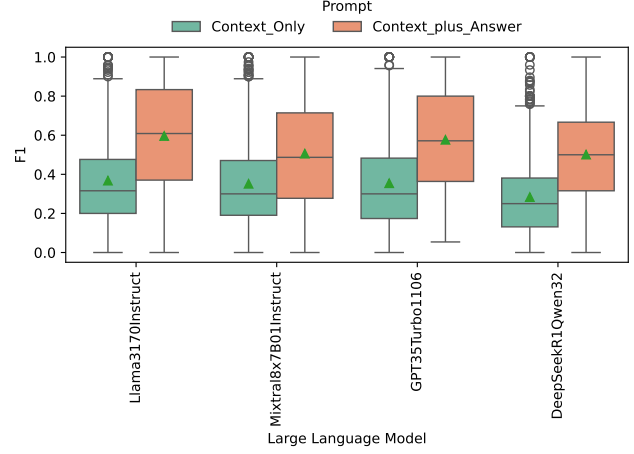 Prompt
Context_Only Context_plus_Answer
F1
1.0
0.8
0.6
0.4
0.2
0.0
Llama3170Instruct
Mixtral8x7B01Instruct
GPT35Turbo1106
DeepSeekR1Qwen32
Large Language Model